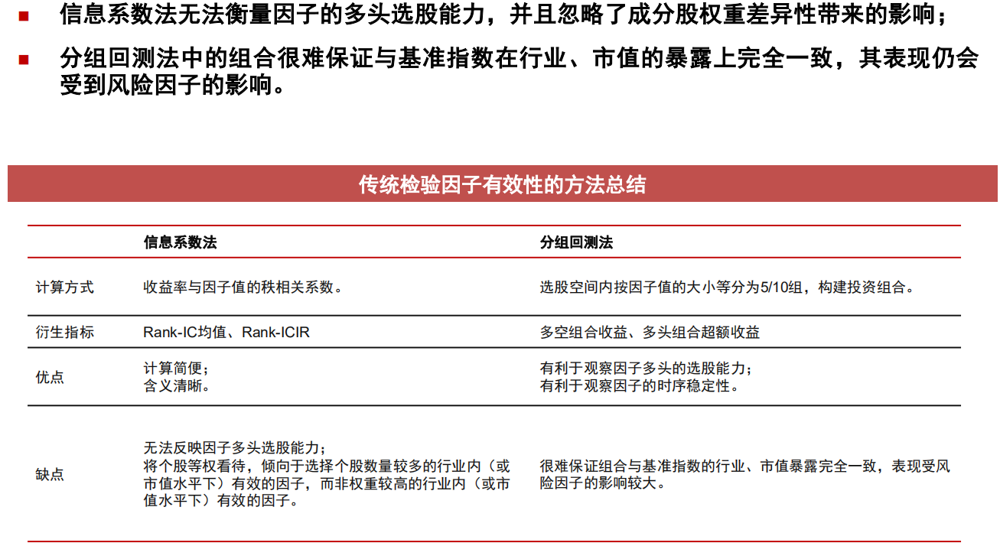 信息系数法无法衡量因子的多头选股能力，并且忽略了成分股权重差异性带来的影响；
分组回测法中的组合很难保证与基准指数在行业、市值的暴露上完全一致，其表现仍会
受到风险因子的影响。
传统检验因子有效性的方法总结
信息系数法 分组回测法
计算方式 收益率与因子值的秩相关系数。 选股空间内按因子值的大小等分为5/10组，构建投资组合。
衍生指标 Rank-IC均值、Rank-ICIR 多空组合收益、多头组合超额收益
优点
计算简便；
含义清晰。
有利于观察因子多头的选股能力；
有利于观察因子的时序稳定性。
缺点
无法反映因子多头选股能力；
将个股等权看待，倾向于选择个股数量较多的行业内（或
市值水平下）有效的因子，而非权重较高的行业内（或市
值水平下）有效的因子。
很难保证组合与基准指数的行业、市值暴露完全一致，表现受风
险因子的影响较大。